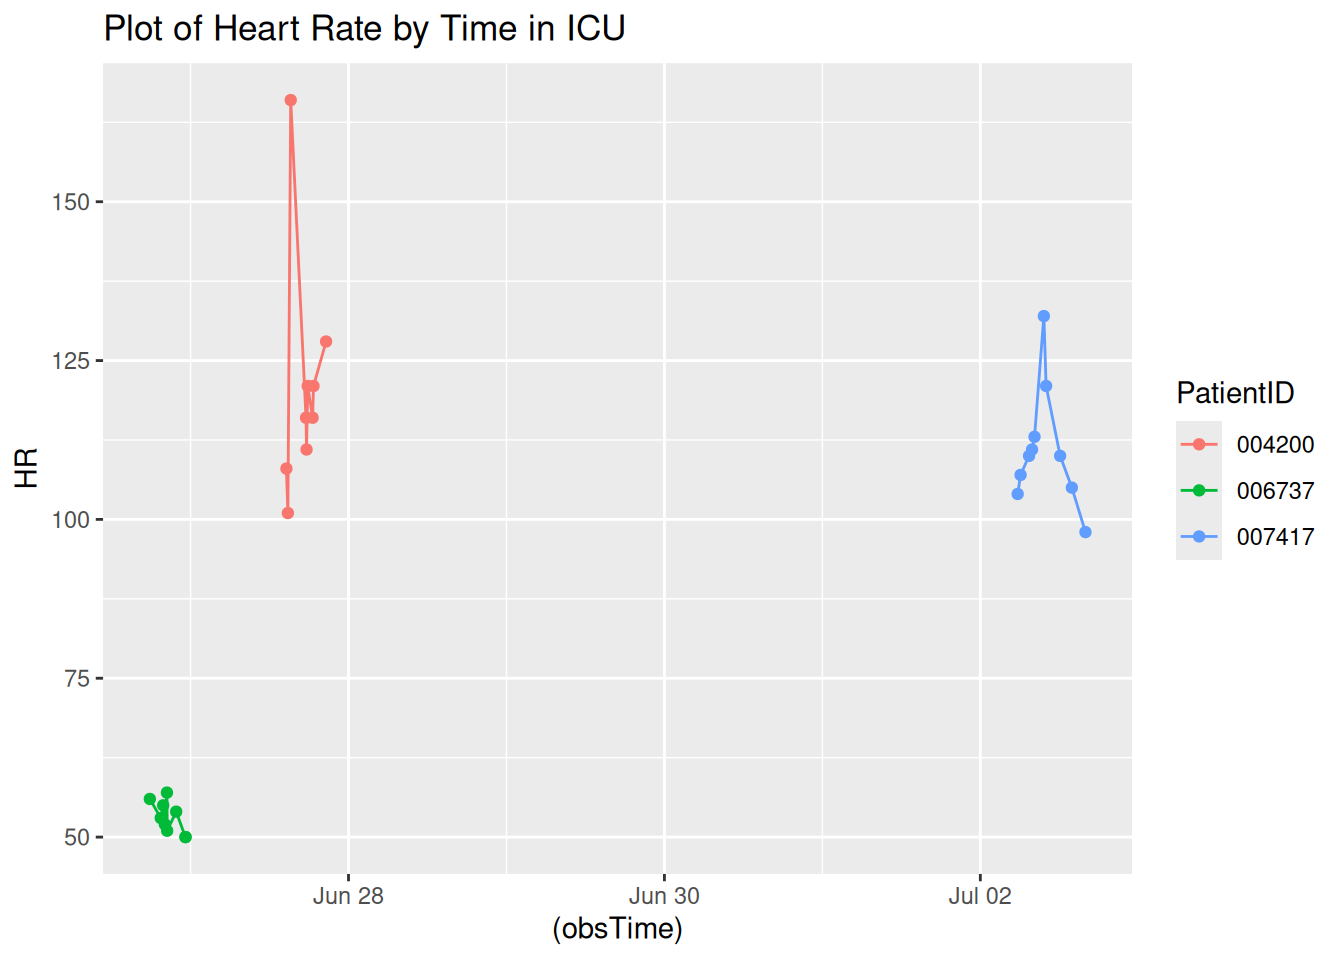 Plot of Heart Rate by Time in ICU
HR
150
125
100
75
50
Jun 28
Jun 30
Jul 02
(obsTime)
PatientID
004200
006737
007417